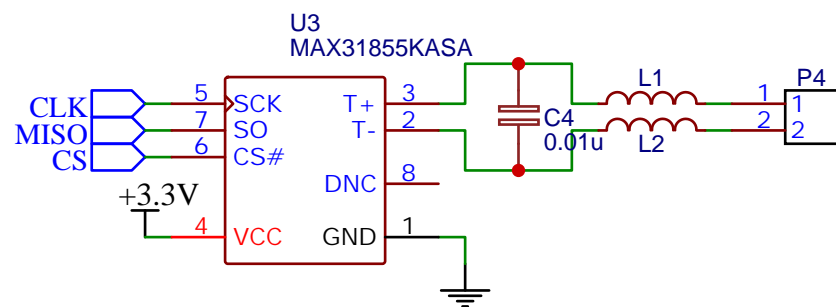 U3
MAX31855KASA
CLK 5 SCK T+ 3 L1 1 1 P4
MISO 7 SO T- 2 C4 L2 2 2
CS 6 CS# 0.01u
+3.3V DNC 8
4 VCC GND 1